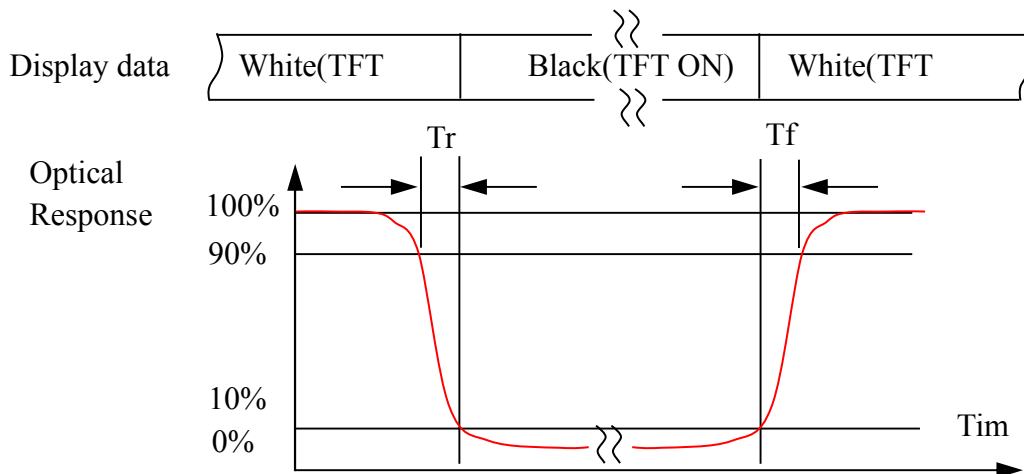 Display data White(TFT Black(TFT ON) White(TFT
Tr Tf
Optical
Response
100%
90%
10%
0%
Tim